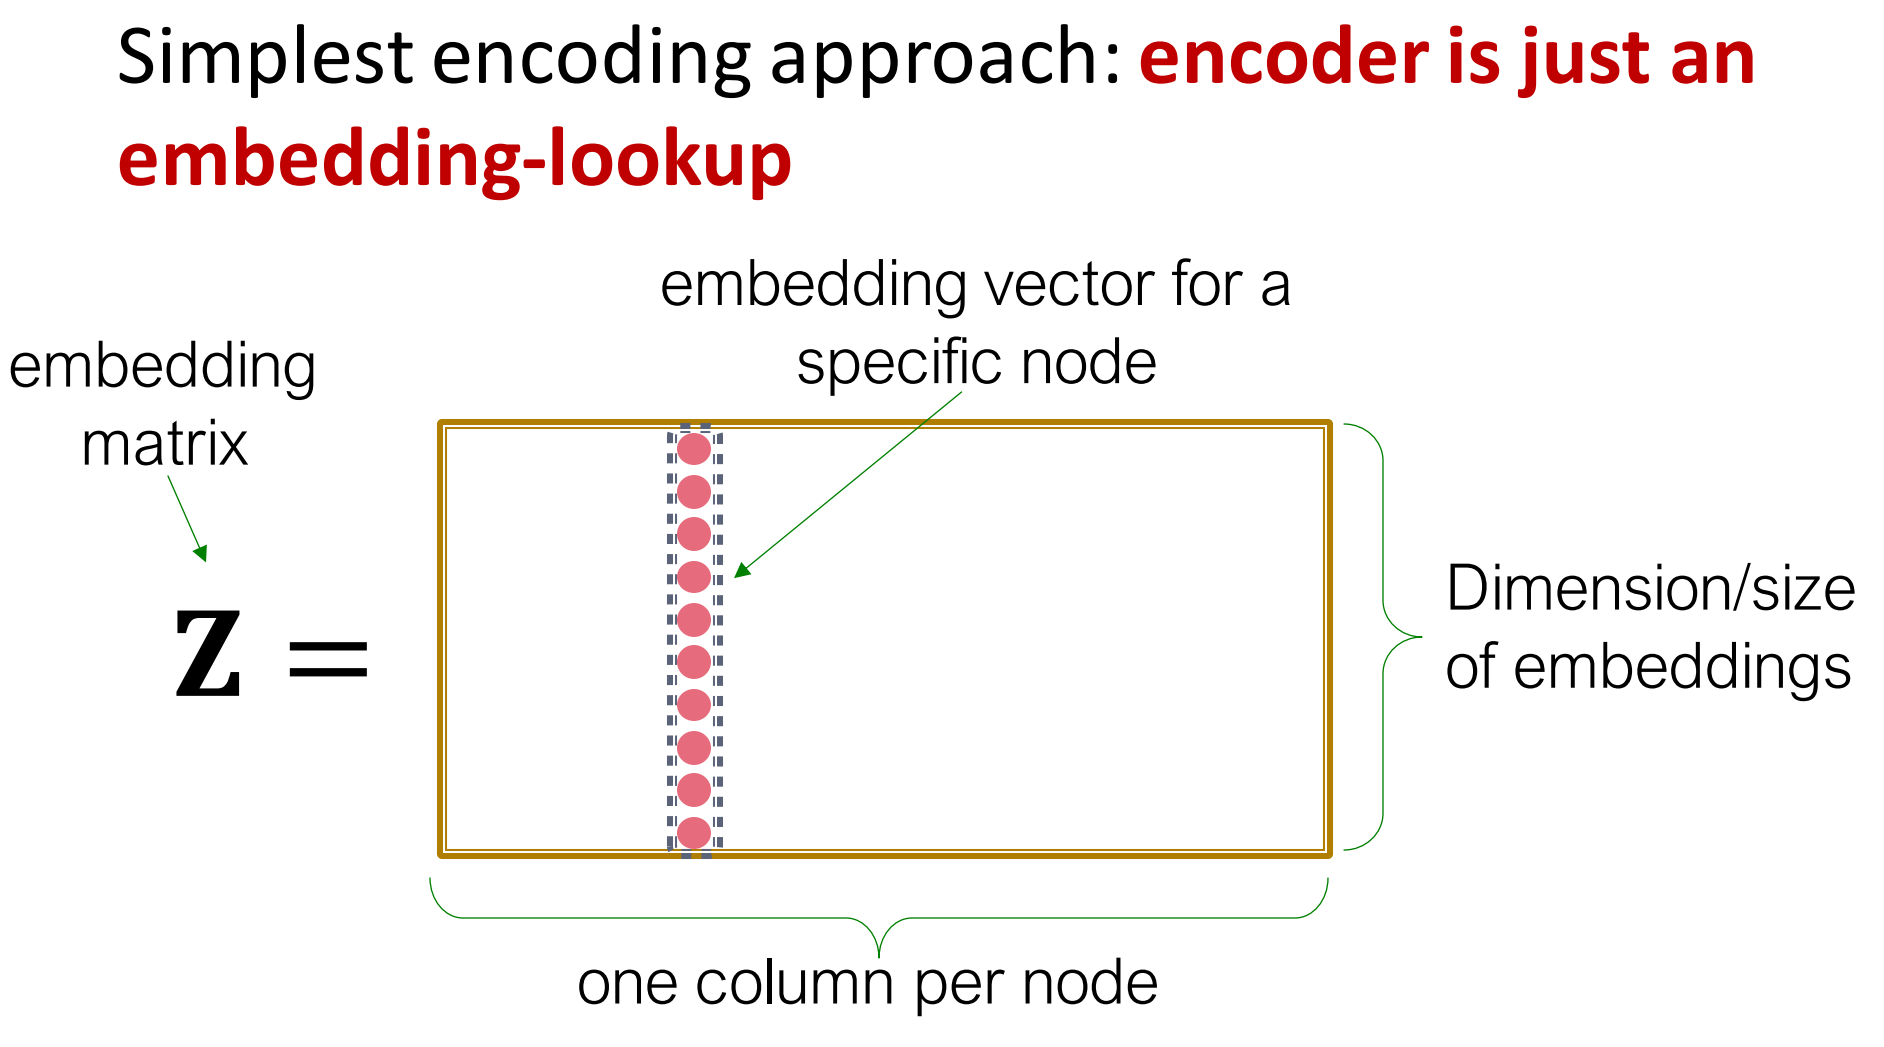 Simplest encoding approach: encoder is just an
embedding-lookup
embedding vector for a
specific node
embedding
matrix
Z =
Dimension/size
of embeddings
one column per node